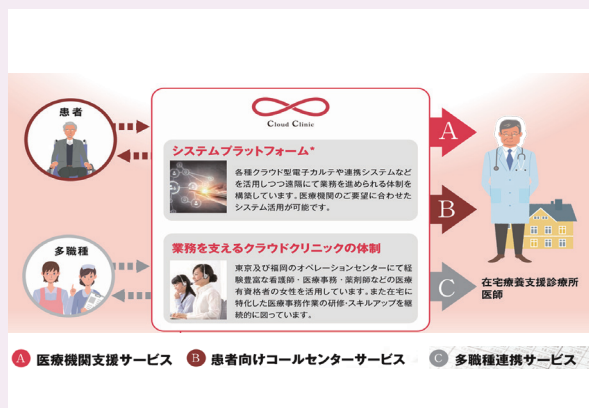 患者
Cloud Clinic
システムプラットフォーム*
各種クラウド型電子カルテや連携システムなど
を活用しつつ遠隔にて業務を進められる体制を
構築しています。医療機関のご要望に合わせた
システム活用が可能です。
多職種
業務を支えるクラウドクリニックの体制
東京及び福岡のオペレーションセンターにて経
験豊富な看護師・医療事務・薬剤師などの医療
有資格者の女性を活用しています。また在宅に
特化した医療事務作業の研修・スキルアップを継
続的に図っています。
A
B
C
在宅療養支援診療所
医師
A 医療機関支援サービス B 患者向けコールセンターサービス C 多職種連携サービス